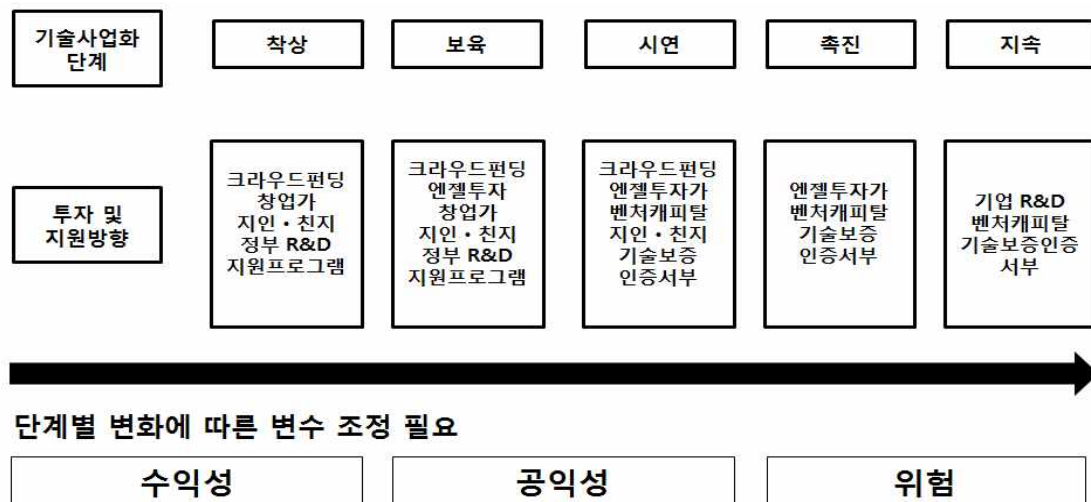 기술사업화
단계
착상
보육
시연
촉진
지속
투자 및
지원방향
크라우드펀딩
창업가
지인・친지
정부 R&D
지원프로그램
크라우드펀딩
엔젤투자
창업가
지인・친지
정부 R&D
지원프로그램
크라우드펀딩
엔젤투자가
벤처캐피탈
지인・친지
기술보증
인증서부
엔젤투자가
벤처캐피탈
기술보증
인증서부
기업 R&D
벤처캐피탈
기술보증인증
서부
단계별 변화에 따른 변수 조정 필요
수익성
공익성
위험